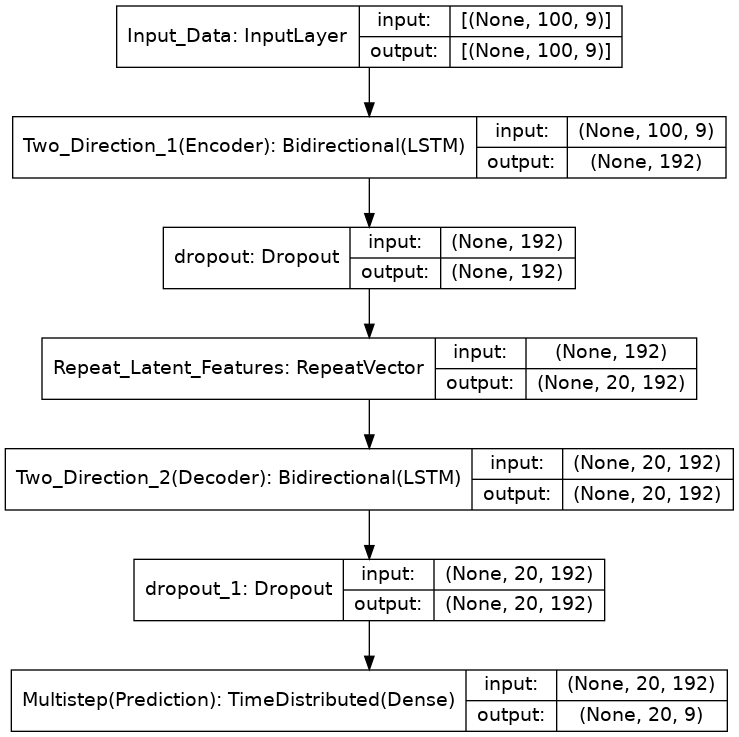 Input_Data: InputLayer
input: [(None, 100, 9)]
output: [(None, 100, 9)]
Two_Direction_1(Encoder): Bidirectional(LSTM)
input: (None, 100, 9)
output: (None, 192)
dropout: Dropout
input: (None, 192)
output: (None, 192)
Repeat_Latent_Features: RepeatVector
input: (None, 192)
output: (None, 20, 192)
Two_Direction_2(Decoder): Bidirectional(LSTM)
input: (None, 20, 192)
output: (None, 20, 192)
dropout_1: Dropout
input: (None, 20, 192)
output: (None, 20, 192)
Multistep(Prediction): TimeDistributed(Dense)
input: (None, 20, 192)
output: (None, 20, 9)